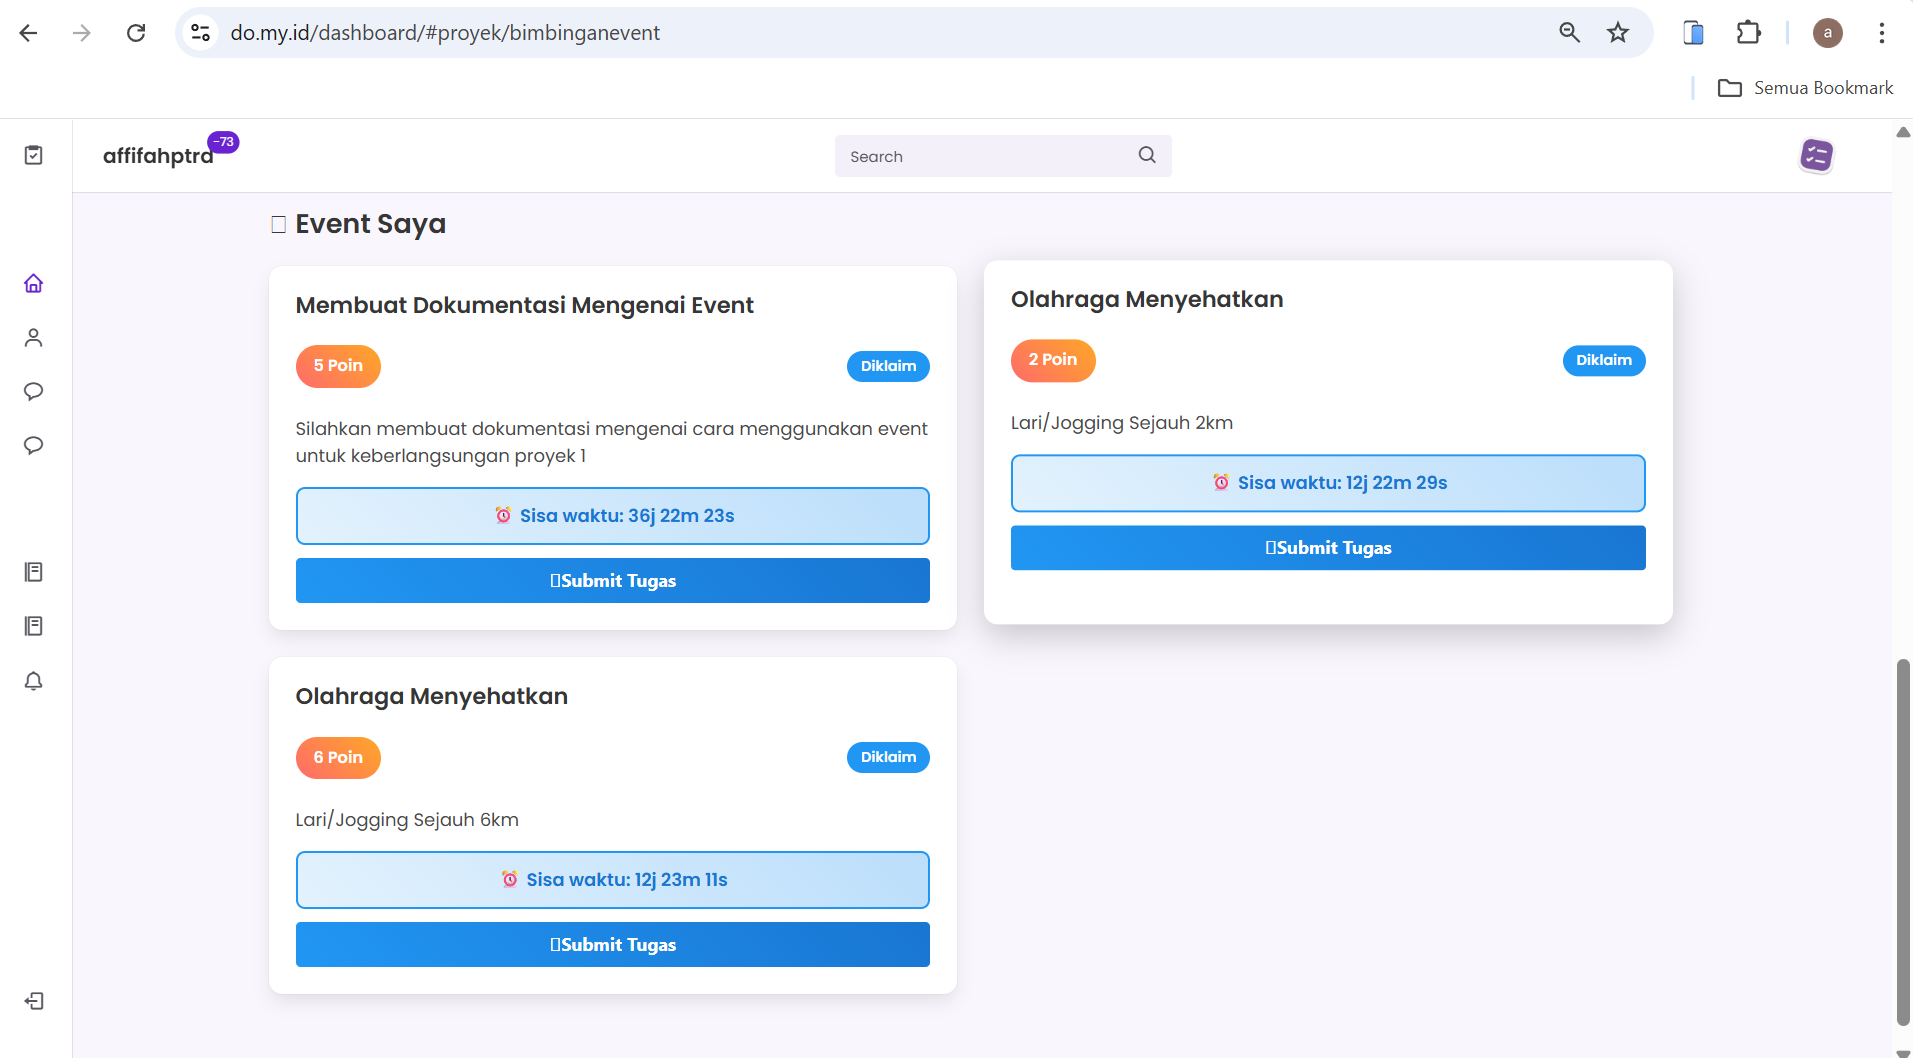 do.my.id/dashboard/#proyek/bimbinganevent
a
Semua Bookmark
affifahptrd
-73
Search
Event Saya
Membuat Dokumentasi Mengenai Event
5 Poin
Diklaim
Silahkan membuat dokumentasi mengenai cara menggunakan event
untuk keberlangsungan proyek 1
⏰ Sisa waktu: 36j 22m 23s
Submit Tugas
Olahraga Menyehatkan
2 Poin
Diklaim
Lari/Jogging Sejauh 2km
⏰ Sisa waktu: 12j 22m 29s
Submit Tugas
Olahraga Menyehatkan
6 Poin
Diklaim
Lari/Jogging Sejauh 6km
⏰ Sisa waktu: 12j 23m 11s
Submit Tugas